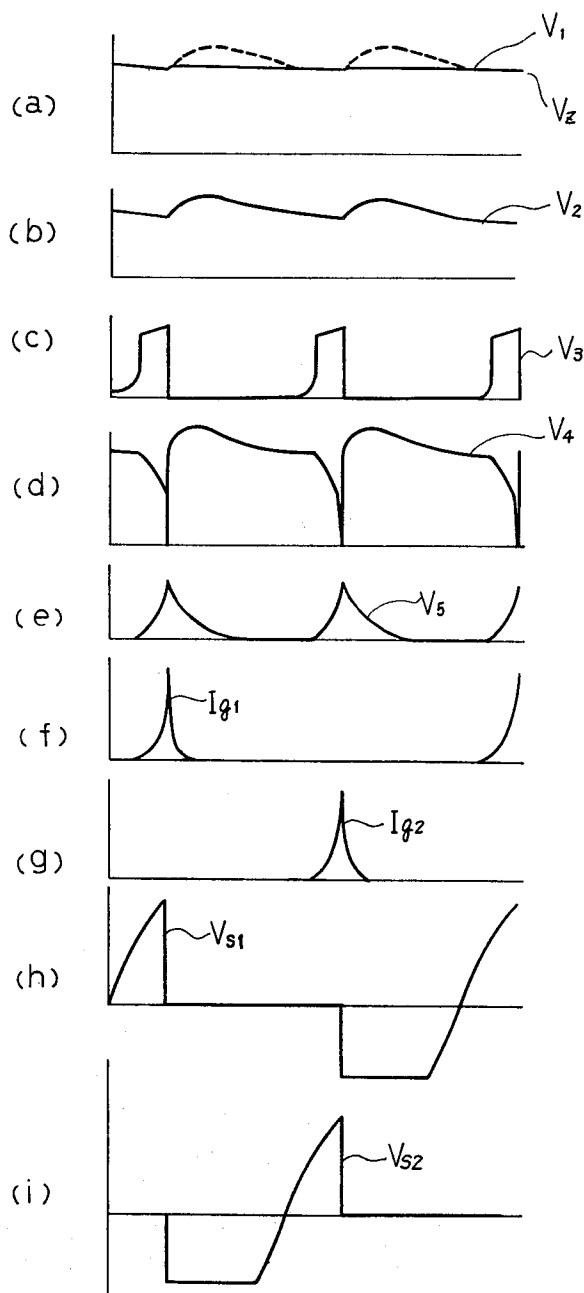 V1
(a)
Vz
(b)
V2
(c)
V3
(d)
V4
(e)
V5
(f)
Ig1
(g)
Ig2
(h)
VS1
(i)
VS2